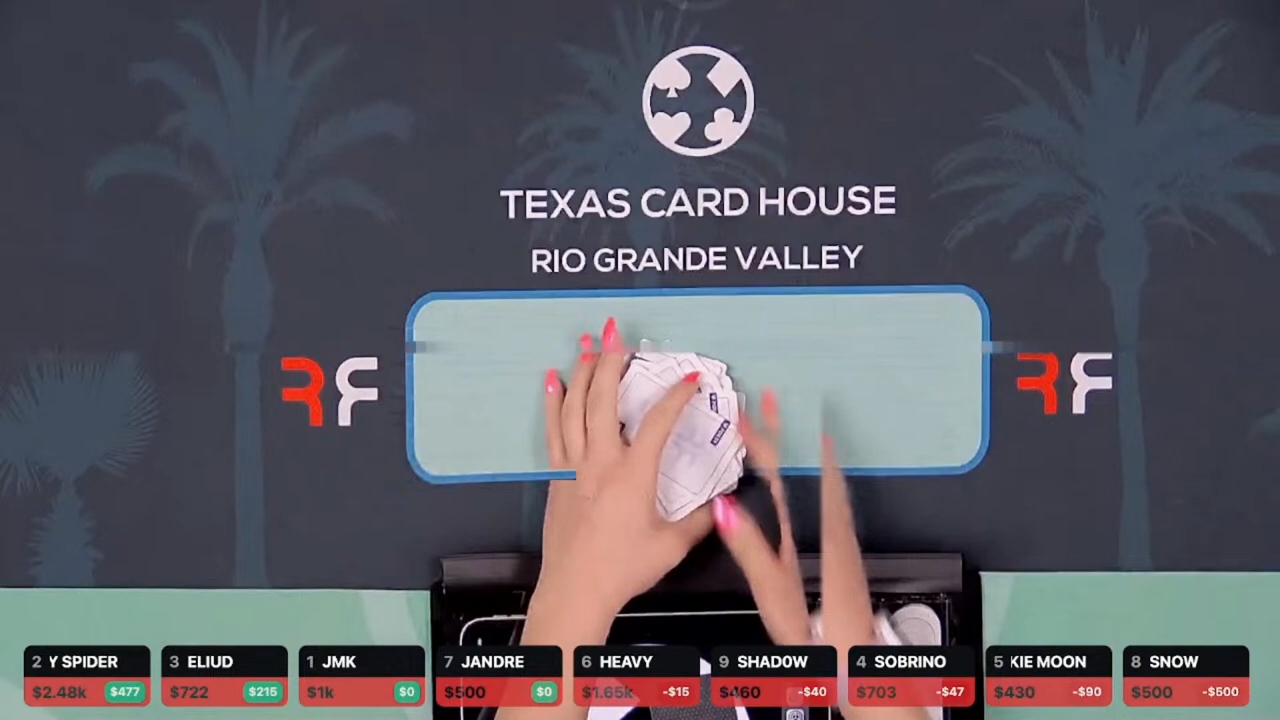 TEXAS CARD HOUSE
RIO GRANDE VALLEY
RF RF
2 Y SPIDER
$2.48k $477
3 ELIUD
$722 $215
1 JMK
$1k $0
7 JANDRE
$500 $0
6 HEAVY
$1.65k -$15
9 SHAD0W
$460 -$40
4 SOBRINO
$703 -$47
5 KIE MOON
$430 -$90
8 SNOW
$500 -$500